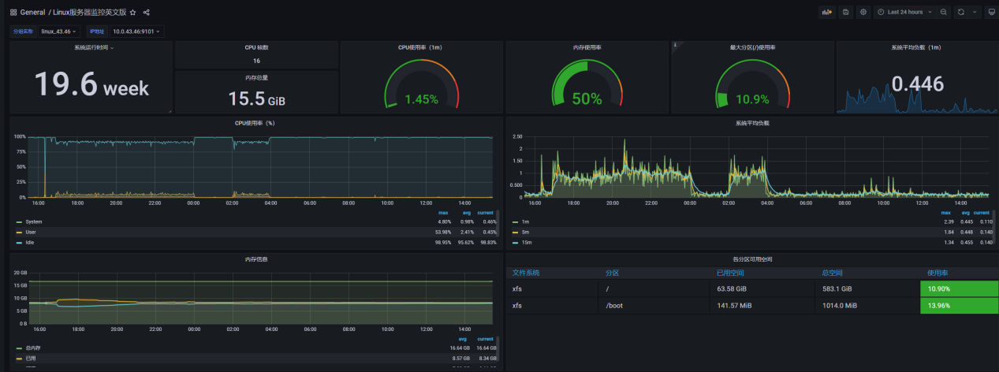 General / Linux服务器监控英文版
Last 24 hours
分组名称 linux_43.46 IP地址 10.0.43.46:9101
系统运行时间
19.6 week
CPU 核数
16
内存总量
15.5 GiB
CPU使用率（1m）
1.45%
内存使用率
50%
最大分区(/)使用率
10.9%
系统平均负载（1m）
0.446
CPU使用率（%）
100%
75%
50%
25%
0%
16:00 18:00 20:00 22:00 00:00 02:00 04:00 06:00 08:00 10:00 12:00 14:00
max avg current
System 4.80% 0.98% 0.46%
User 53.98% 2.41% 0.45%
Idle 98.95% 95.62% 98.83%
系统平均负载
2.50
2
1.50
1
0.500
0
16:00 18:00 20:00 22:00 00:00 02:00 04:00 06:00 08:00 10:00 12:00 14:00
max avg current
1m 2.39 0.445 0.110
5m 1.84 0.448 0.140
15m 1.34 0.455 0.140
内存信息
20 GB
15 GB
10 GB
5 GB
0 B
16:00 18:00 20:00 22:00 00:00 02:00 04:00 06:00 08:00 10:00 12:00 14:00
avg current
总内存 16.64 GB 16.64 GB
已用 8.57 GB 8.34 GB
各分区可用空间
文件系统 分区 已用空间 总空间 使用率
xfs / 63.58 GiB 583.1 GiB 10.90%
xfs /boot 141.57 MiB 1014.0 MiB 13.96%